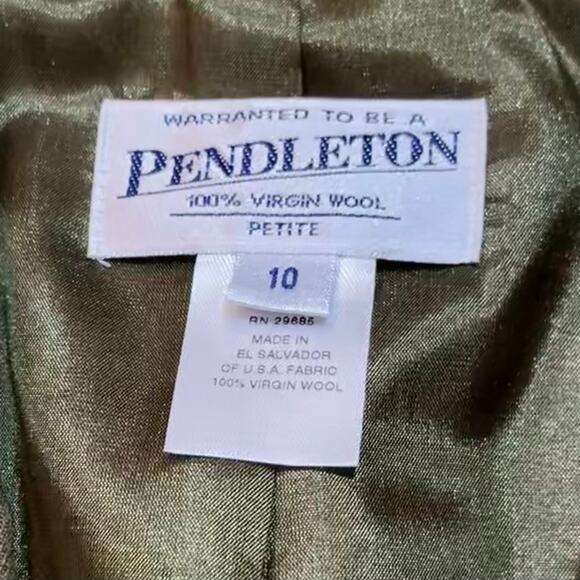 WARRANTED TO BE A
PENDLETON
100% VIRGIN WOOL
PETITE
10
RN 29685
MADE IN
EL SALVADOR
OF U.S.A. FABRIC
100% VIRGIN WOOL